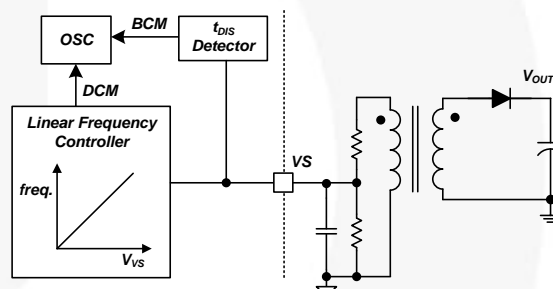 BCM
OSC
tDIS
Detector
DCM
VOUT
Linear Frequency
Controller
VS
freq.
VVS